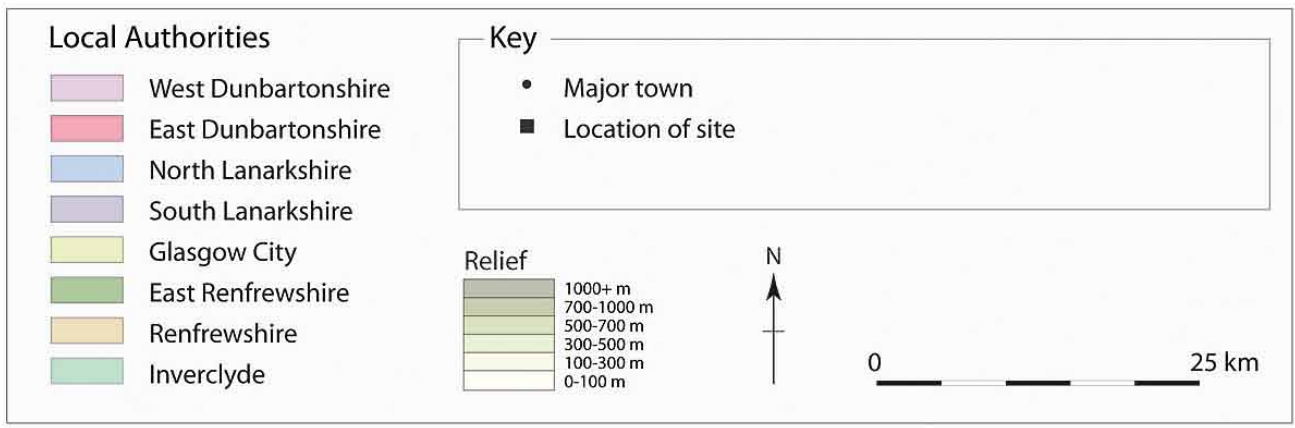 Local Authorities
West Dunbartonshire
East Dunbartonshire
North Lanarkshire
South Lanarkshire
Glasgow City
East Renfrewshire
Renfrewshire
Inverclyde
Key
Major town
Location of site
Relief
1000+ m
700-1000 m
500-700 m
300-500 m
100-300 m
0-100 m
N
0 25 km